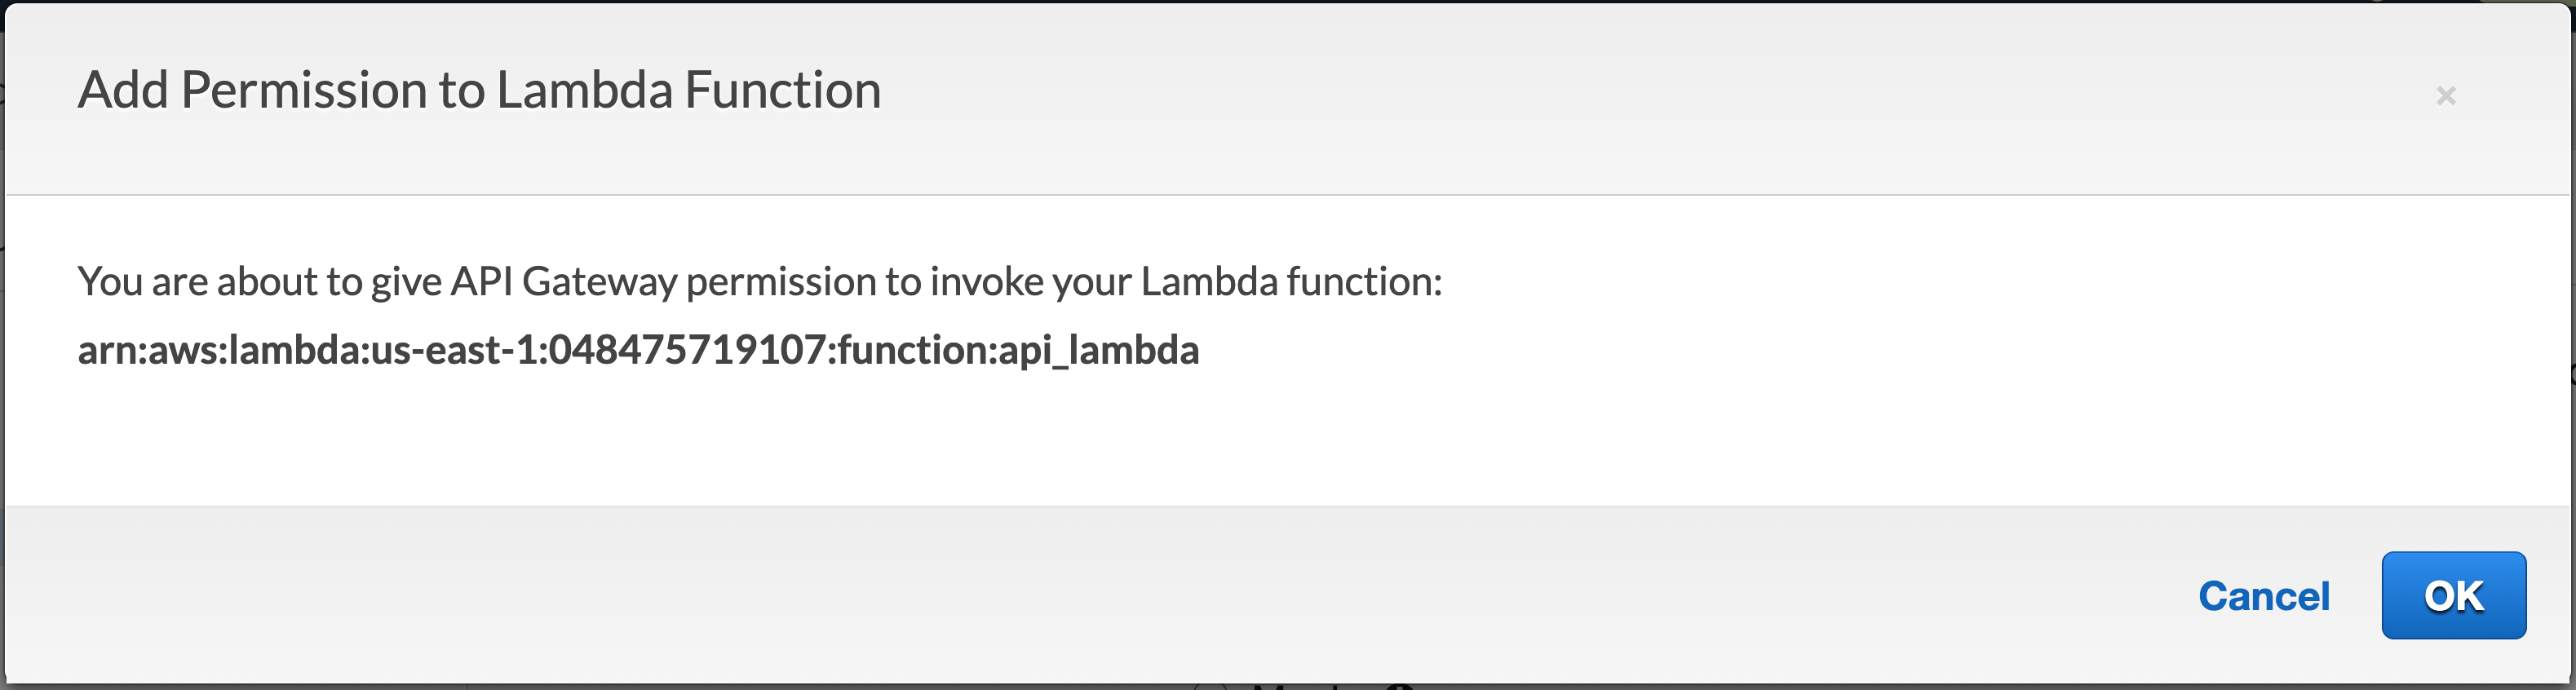 Add Permission to Lambda Function
×
You are about to give API Gateway permission to invoke your Lambda function:
arn:aws:lambda:us-east-1:048475719107:function:api_lambda
Cancel
OK